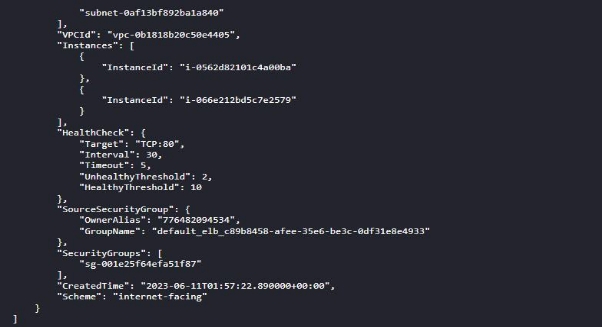 "subnet-0af13bf892ba1a840"
],
"VPCId": "vpc-0b1818b20c50e4405",
"Instances": [
{
"InstanceId": "i-0562d82101c4a00ba"
},
{
"InstanceId": "i-066e212bd5c7e2579"
}
],
"HealthCheck": {
"Target": "TCP:80",
"Interval": 30,
"Timeout": 5,
"UnhealthyThreshold": 2,
"HealthyThreshold": 10
},
"SourceSecurityGroup": {
"OwnerAlias": "776482094534",
"GroupName": "default_elb_c89b8458-afee-35e6-be3c-0df31e8e4933"
},
"SecurityGroups": [
"sg-001e25f64efa51f87"
],
"CreatedTime": "2023-06-11T01:57:22.890000+00:00",
"Scheme": "internet-facing"
}
]